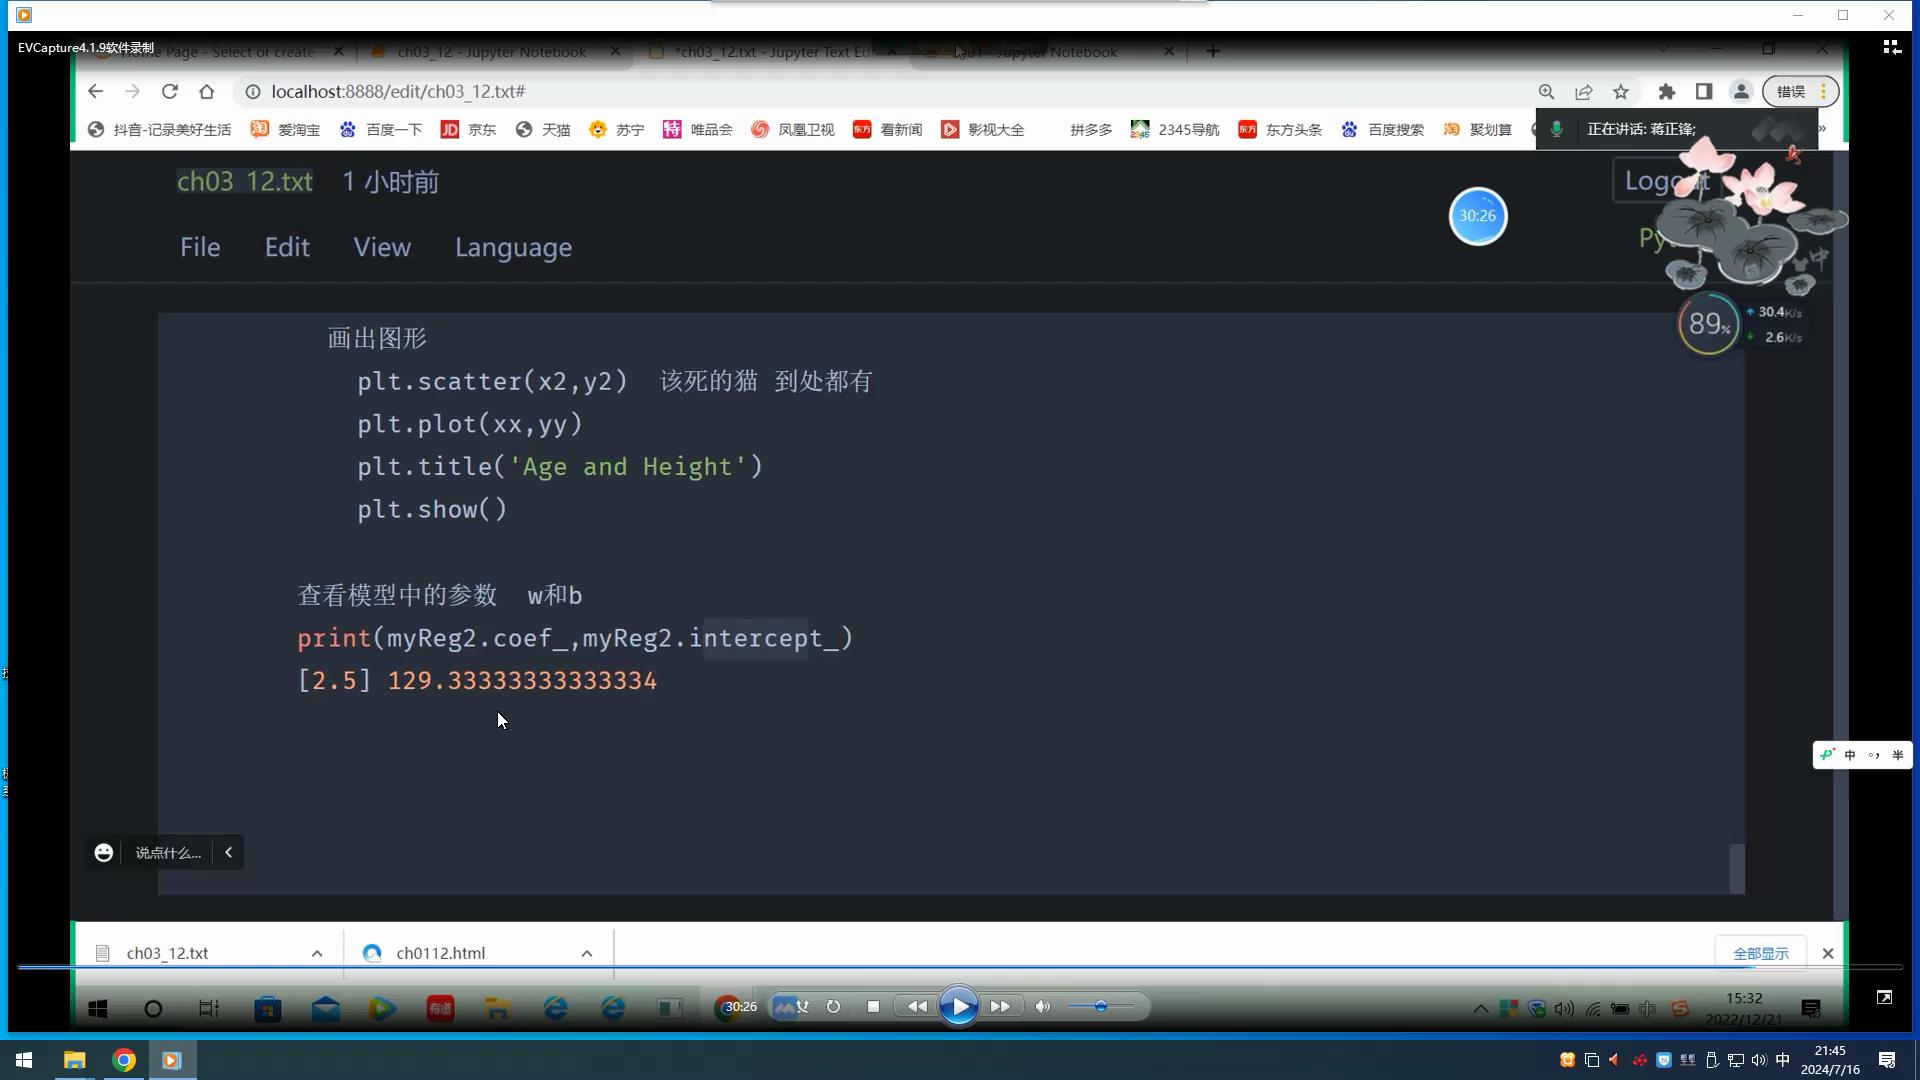 EVCapture4.1.9软件录制
Home Page - Select or create
ch03_12 - Jupyter Notebook
*ch03_12.txt - Jupyter Text Ed
Jupyter Notebook
localhost:8888/edit/ch03_12.txt#
错误
抖音-记录美好生活 爱淘宝 百度一下 京东 天猫 苏宁 唯品会 凤凰卫视 看新闻 影视大全 拼多多 2345导航 东方头条 百度搜索 聚划算
正在讲话: 蒋正锋;
ch03_12.txt 1 小时前
30:26
File Edit View Language
89%
30.4K/s
2.6K/s
画出图形
plt.scatter(x2,y2) 该死的猫 到处都有
plt.plot(xx,yy)
plt.title('Age and Height')
plt.show()
查看模型中的参数 w和b
print(myReg2.coef_,myReg2.intercept_)
[2.5] 129.33333333333334
中 半
说点什么...
ch03_12.txt
ch0112.html
全部显示
有道
30:26
15:32
2022/12/21
中
21:45
2024/7/16